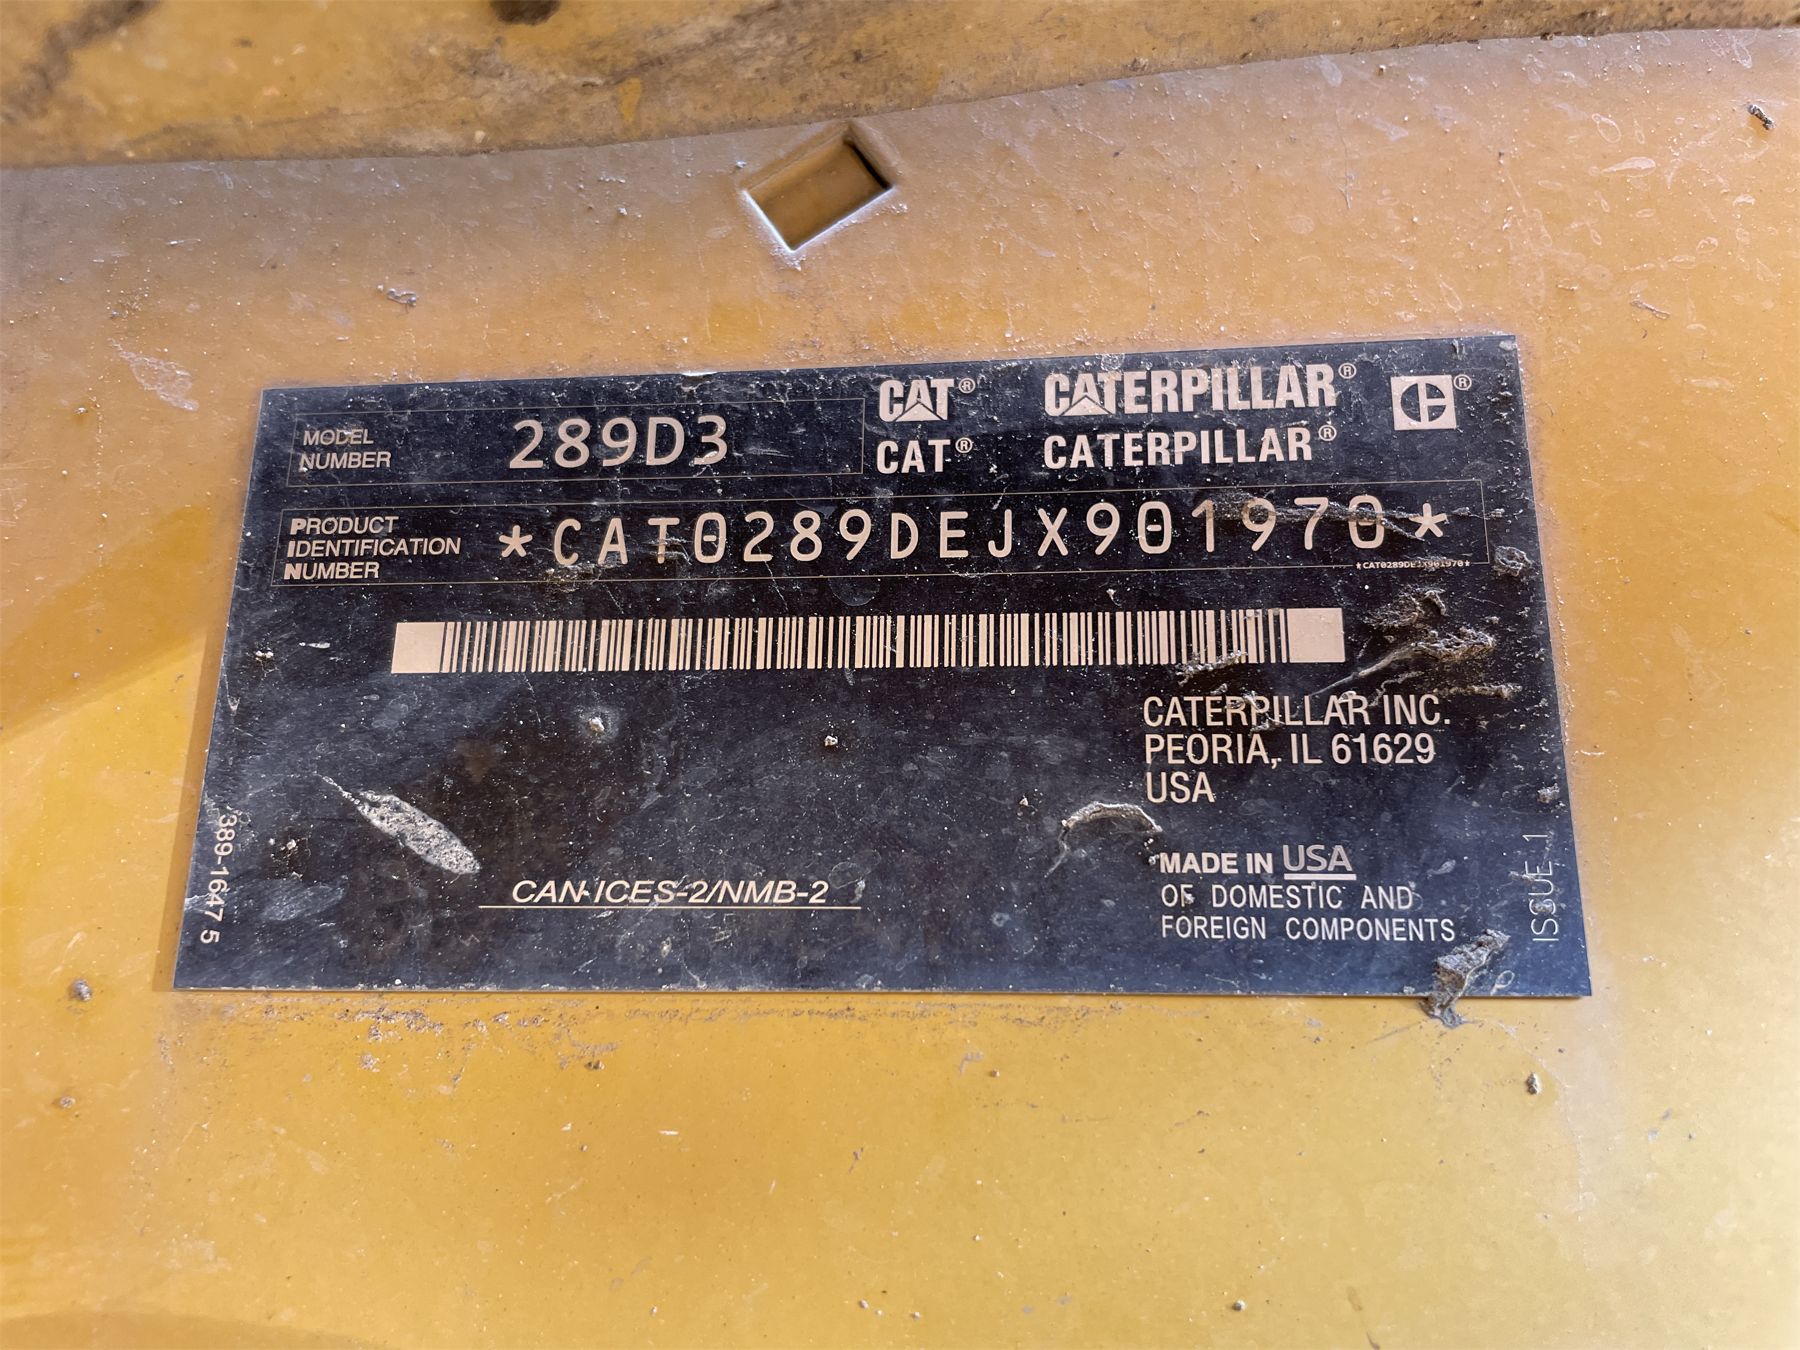 MODEL
NUMBER
289D3
CAT® CATERPILLAR® ®
CAT® CATERPILLAR®
PRODUCT
IDENTIFICATION
NUMBER
*CAT0289DEJX901970*
*CAT0289DEJX901970*
CATERPILLAR INC.
PEORIA, IL 61629
USA
MADE IN USA
OF DOMESTIC AND
FOREIGN COMPONENTS
CAN-ICES-2/NMB-2
389-1647 5
ISSUE 1